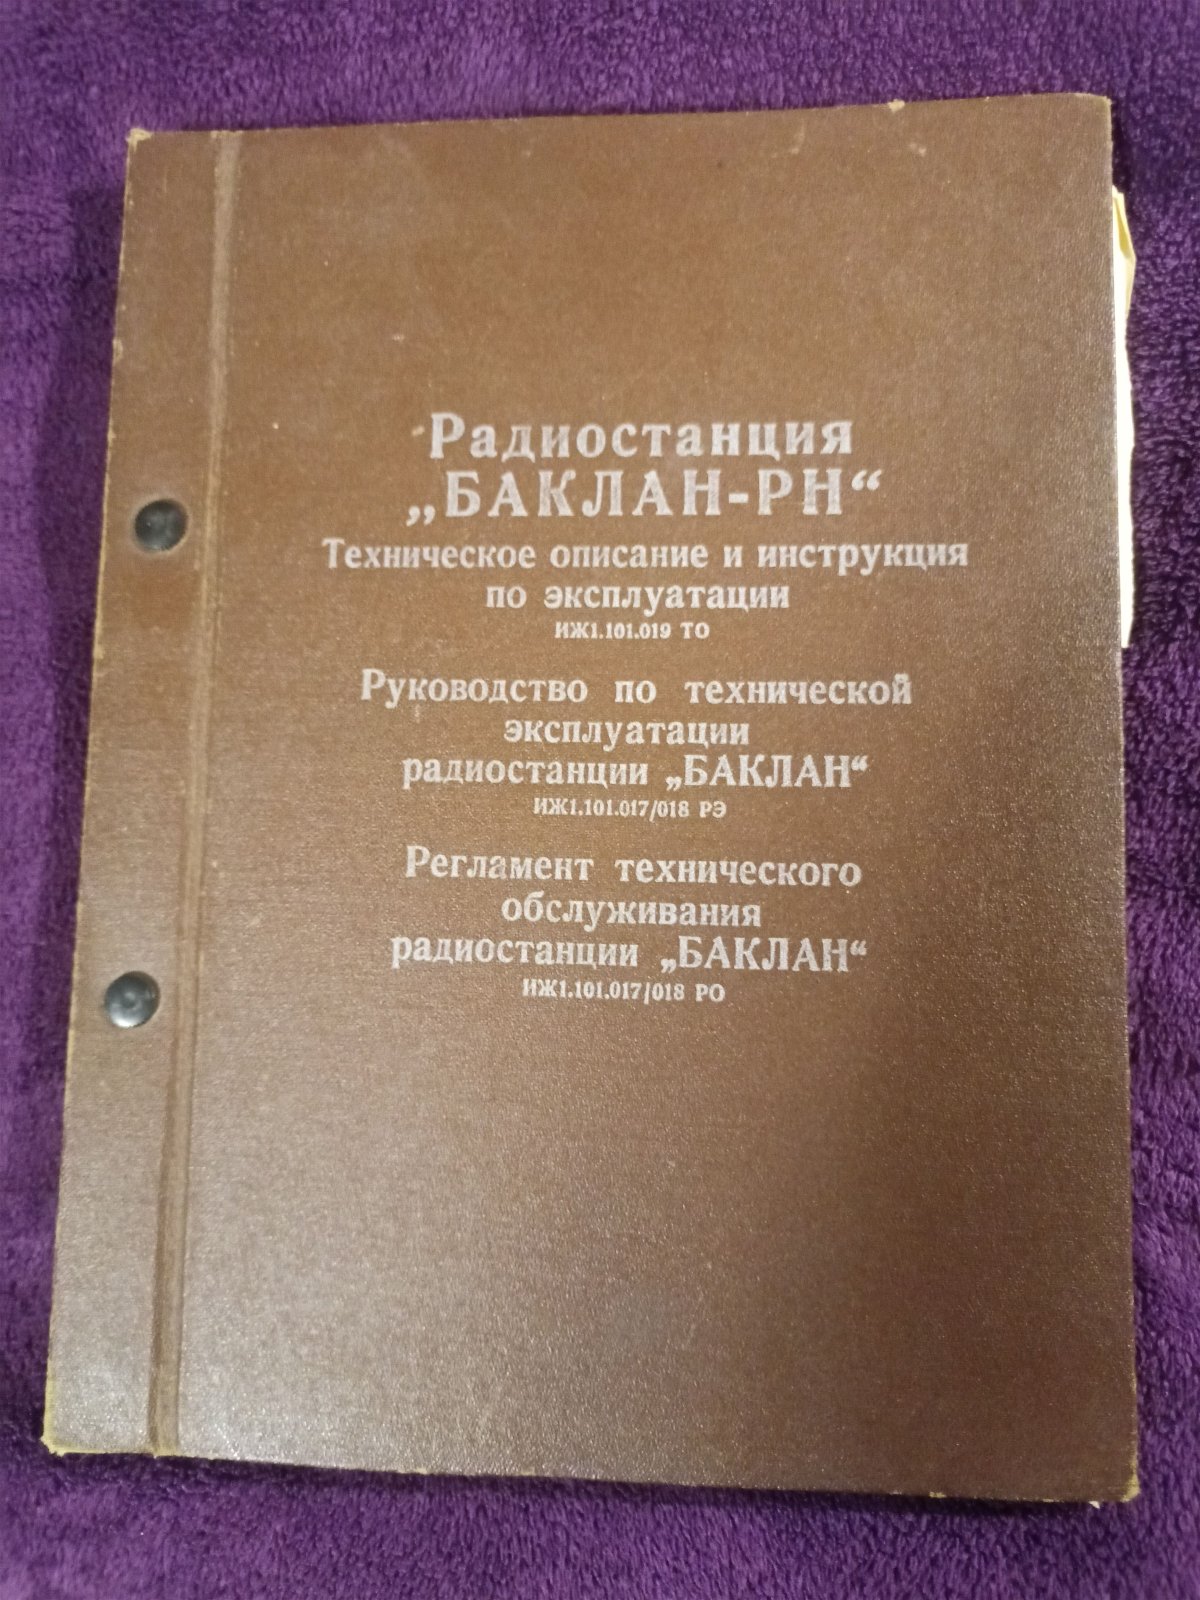 Радиостанция
„БАКЛАН-РН“
Техническое описание и инструкция
по эксплуатации
ИЖ1.101.019 ТО
Руководство по технической
эксплуатации
радиостанции „БАКЛАН“
ИЖ1.101.017/018 РЭ
Регламент технического
обслуживания
радиостанции „БАКЛАН“
ИЖ1.101.017/018 РО